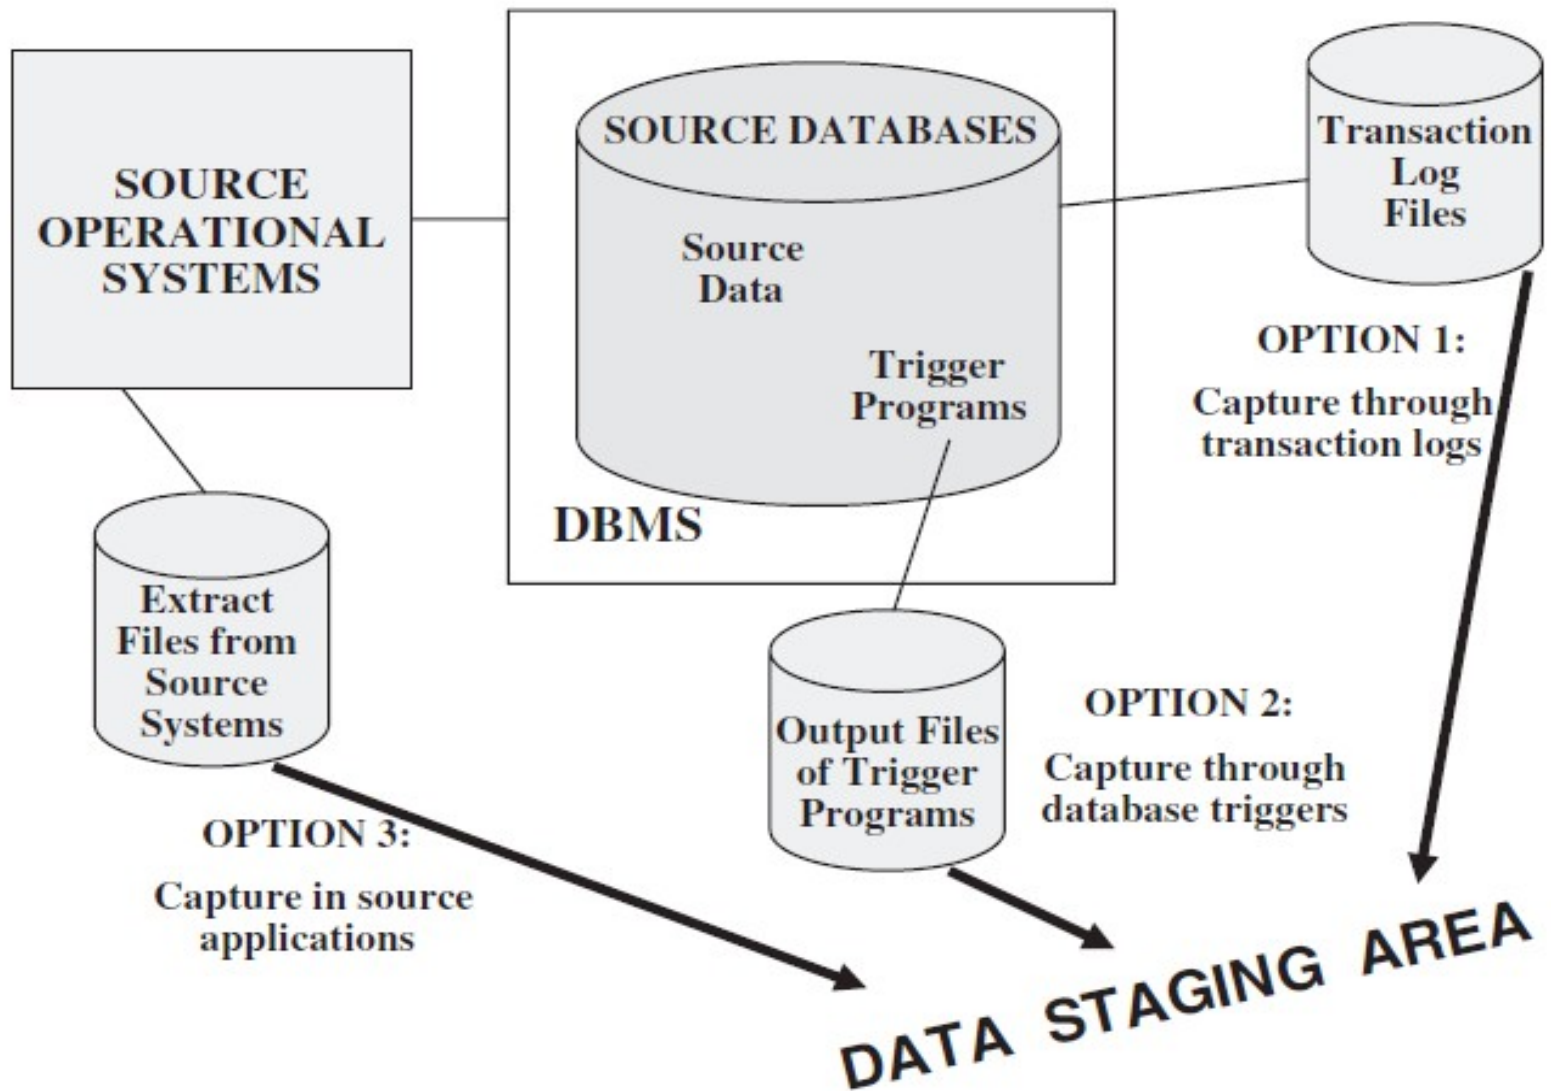 SOURCE
OPERATIONAL
SYSTEMS
SOURCE DATABASES
Source
Data
Trigger
Programs
DBMS
Transaction
Log
Files
OPTION 1:
Capture through
transaction logs
Extract
Files from
Source
Systems
Output Files
of Trigger
Programs
OPTION 2:
Capture through
database triggers
OPTION 3:
Capture in source
applications
DATA STAGING AREA